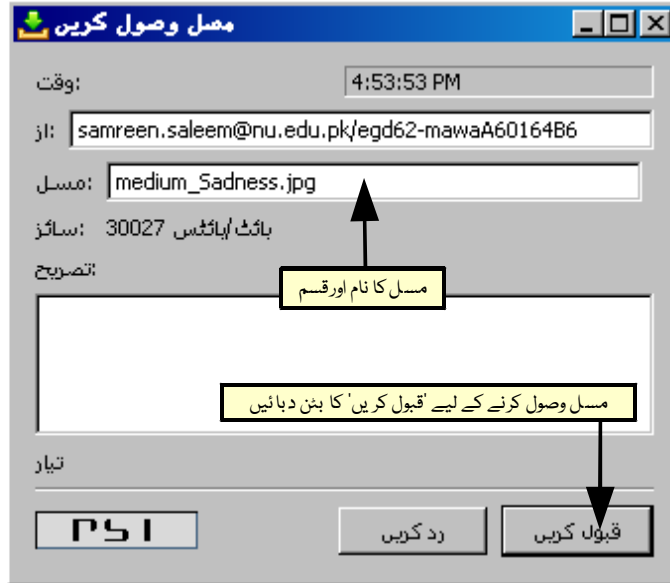 مسل وصول کریں
وقت:
4:53:53 PM
از:
samreen.saleem@nu.edu.pk/egd62-mawaA60164B6
مسل:
medium_Sadness.jpg
سائز: 30027 بائٹ/بائٹس
تصریح:
مسل کا نام اورقسم
مسل وصول کرنے کے لیے 'قبول کریں' کا بٹن دبائیں
تیار
PSI
رد کریں
قبول کریں